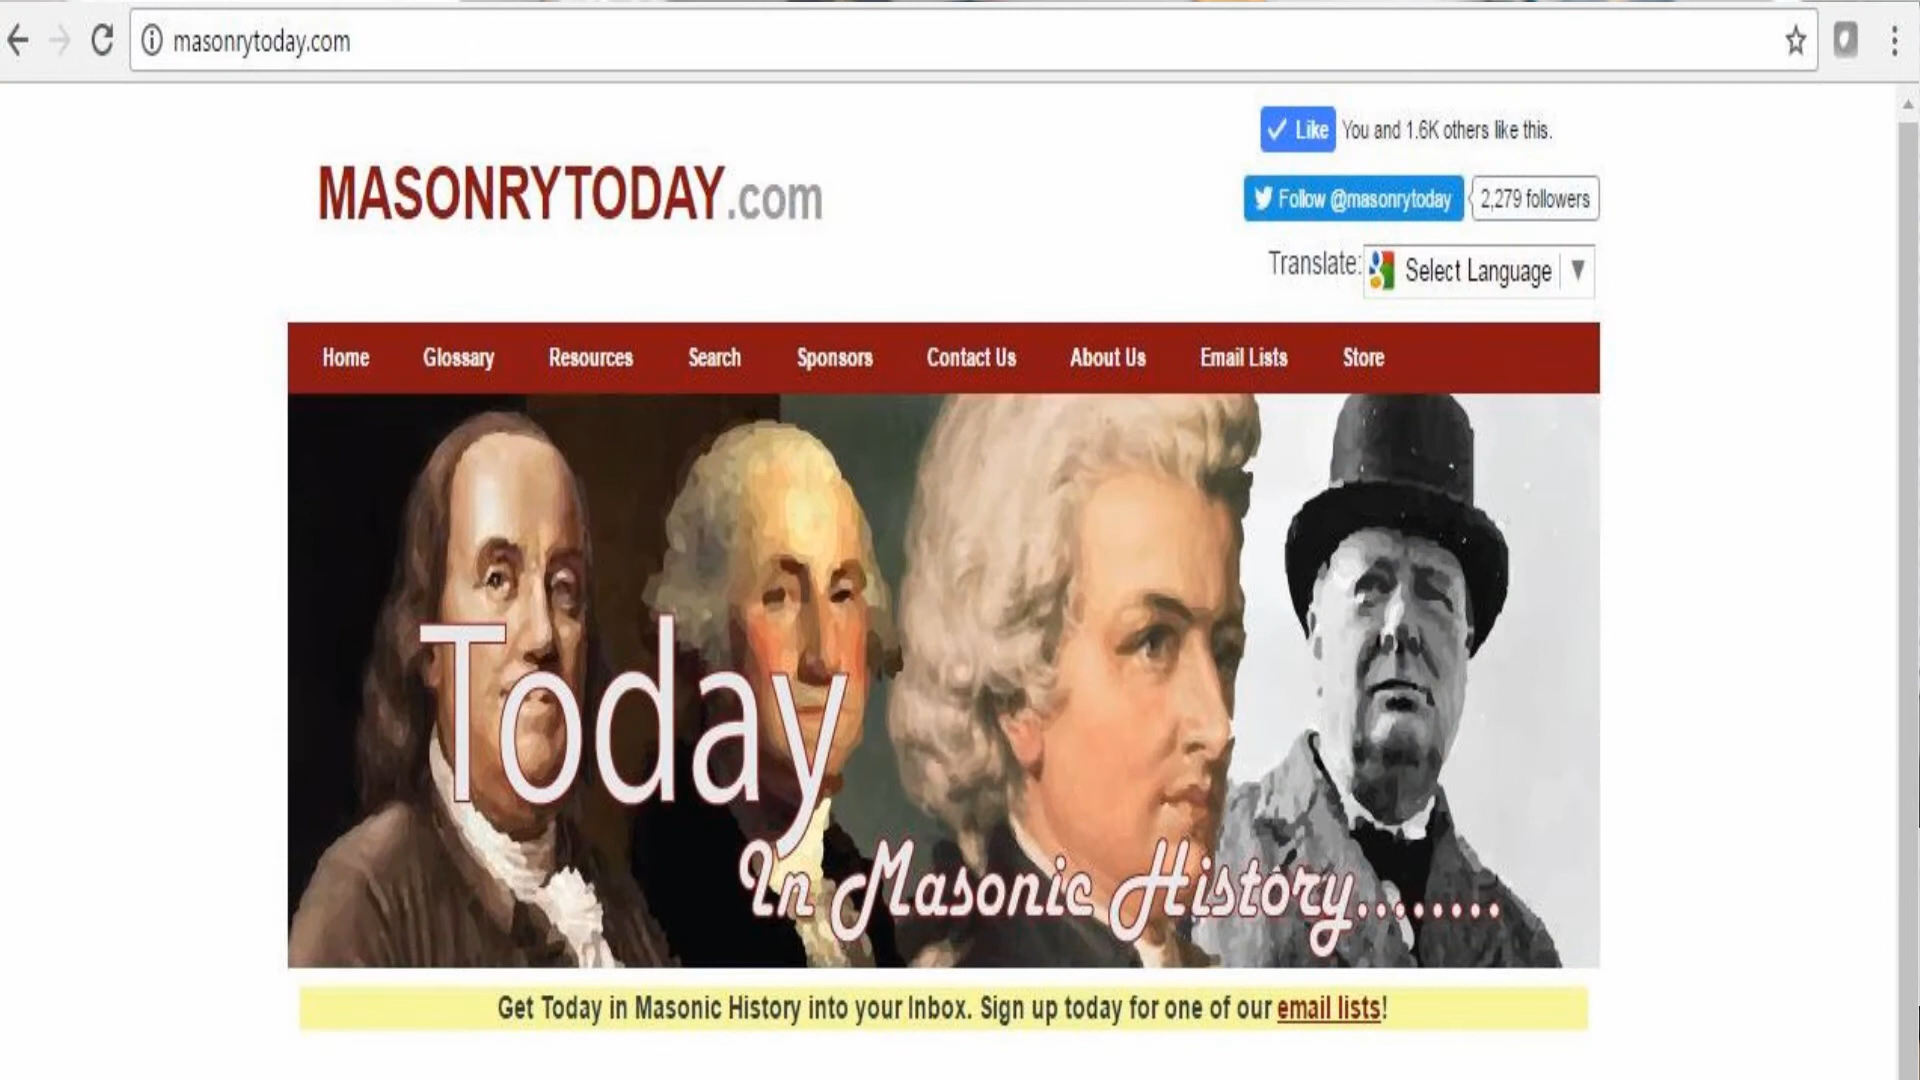 masonrytoday.com
Like You and 1.6K others like this.
MASONRYTODAY.com
Follow @masonrytoday 2,279 followers
Translate: Select Language ▼
Home Glossary Resources Search Sponsors Contact Us About Us Email Lists Store
Today
In Masonic History........
Get Today in Masonic History into your Inbox. Sign up today for one of our email lists!